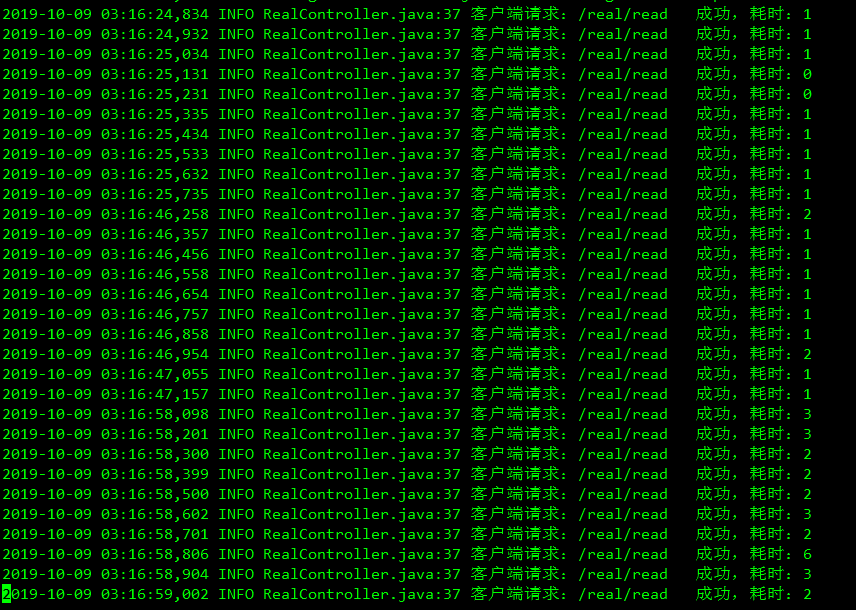 2019-10-09 03:16:24,834 INFO RealController.java:37 客户端请求: /real/read 成功，耗时: 1
2019-10-09 03:16:24,932 INFO RealController.java:37 客户端请求: /real/read 成功，耗时: 1
2019-10-09 03:16:25,034 INFO RealController.java:37 客户端请求: /real/read 成功，耗时: 1
2019-10-09 03:16:25,131 INFO RealController.java:37 客户端请求: /real/read 成功，耗时: 0
2019-10-09 03:16:25,231 INFO RealController.java:37 客户端请求: /real/read 成功，耗时: 0
2019-10-09 03:16:25,335 INFO RealController.java:37 客户端请求: /real/read 成功，耗时: 1
2019-10-09 03:16:25,434 INFO RealController.java:37 客户端请求: /real/read 成功，耗时: 1
2019-10-09 03:16:25,533 INFO RealController.java:37 客户端请求: /real/read 成功，耗时: 1
2019-10-09 03:16:25,632 INFO RealController.java:37 客户端请求: /real/read 成功，耗时: 1
2019-10-09 03:16:25,735 INFO RealController.java:37 客户端请求: /real/read 成功，耗时: 1
2019-10-09 03:16:46,258 INFO RealController.java:37 客户端请求: /real/read 成功，耗时: 2
2019-10-09 03:16:46,357 INFO RealController.java:37 客户端请求: /real/read 成功，耗时: 1
2019-10-09 03:16:46,456 INFO RealController.java:37 客户端请求: /real/read 成功，耗时: 1
2019-10-09 03:16:46,558 INFO RealController.java:37 客户端请求: /real/read 成功，耗时: 1
2019-10-09 03:16:46,654 INFO RealController.java:37 客户端请求: /real/read 成功，耗时: 1
2019-10-09 03:16:46,757 INFO RealController.java:37 客户端请求: /real/read 成功，耗时: 1
2019-10-09 03:16:46,858 INFO RealController.java:37 客户端请求: /real/read 成功，耗时: 1
2019-10-09 03:16:46,954 INFO RealController.java:37 客户端请求: /real/read 成功，耗时: 2
2019-10-09 03:16:47,055 INFO RealController.java:37 客户端请求: /real/read 成功，耗时: 1
2019-10-09 03:16:47,157 INFO RealController.java:37 客户端请求: /real/read 成功，耗时: 1
2019-10-09 03:16:58,098 INFO RealController.java:37 客户端请求: /real/read 成功，耗时: 3
2019-10-09 03:16:58,201 INFO RealController.java:37 客户端请求: /real/read 成功，耗时: 3
2019-10-09 03:16:58,300 INFO RealController.java:37 客户端请求: /real/read 成功，耗时: 2
2019-10-09 03:16:58,399 INFO RealController.java:37 客户端请求: /real/read 成功，耗时: 2
2019-10-09 03:16:58,500 INFO RealController.java:37 客户端请求: /real/read 成功，耗时: 2
2019-10-09 03:16:58,602 INFO RealController.java:37 客户端请求: /real/read 成功，耗时: 3
2019-10-09 03:16:58,701 INFO RealController.java:37 客户端请求: /real/read 成功，耗时: 2
2019-10-09 03:16:58,806 INFO RealController.java:37 客户端请求: /real/read 成功，耗时: 6
2019-10-09 03:16:58,904 INFO RealController.java:37 客户端请求: /real/read 成功，耗时: 3
2019-10-09 03:16:59,002 INFO RealController.java:37 客户端请求: /real/read 成功，耗时: 2